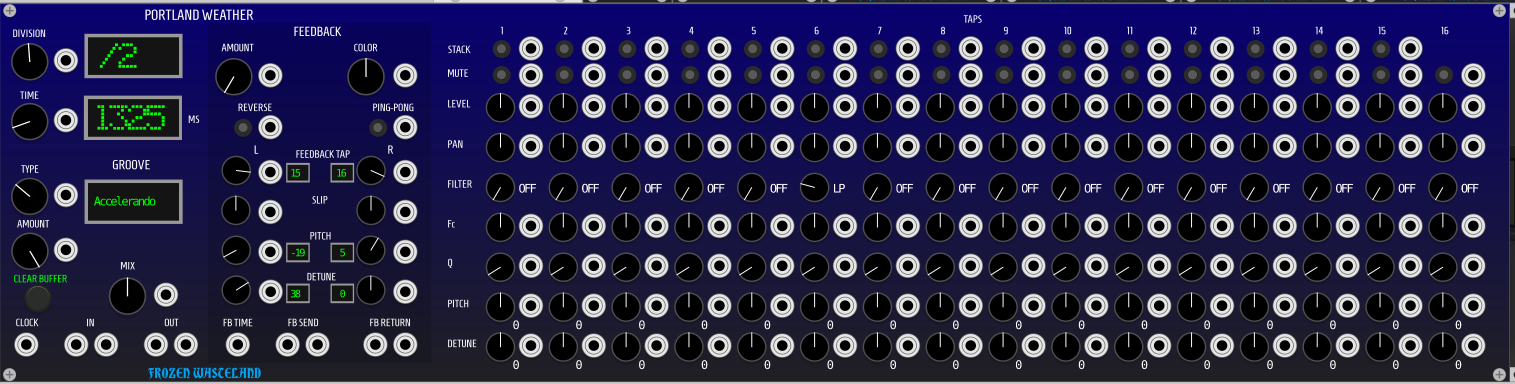 PORTLAND WEATHER
DIVISION
/2
TIME
1325
MS
GROOVE
TYPE
Accelerando
AMOUNT
CLEAR BUFFER
MIX
CLOCK IN OUT
FROZEN WASTELAND
FEEDBACK
AMOUNT COLOR
REVERSE PING-PONG
L R
FEEDBACK TAP
15 16
SLIP
PITCH
-19 5
DETUNE
38 0
FB TIME FB SEND FB RETURN
TAPS
1 2 3 4 5 6 7 8 9 10 11 12 13 14 15 16
STACK
MUTE
LEVEL
PAN
FILTER OFF OFF OFF OFF OFF LP OFF OFF OFF OFF OFF OFF OFF OFF OFF OFF
Fc
Q
PITCH
0 0 0 0 0 0 0 0 0 0 0 0 0 0 0 0
DETUNE
0 0 0 0 0 0 0 0 0 0 0 0 0 0 0 0